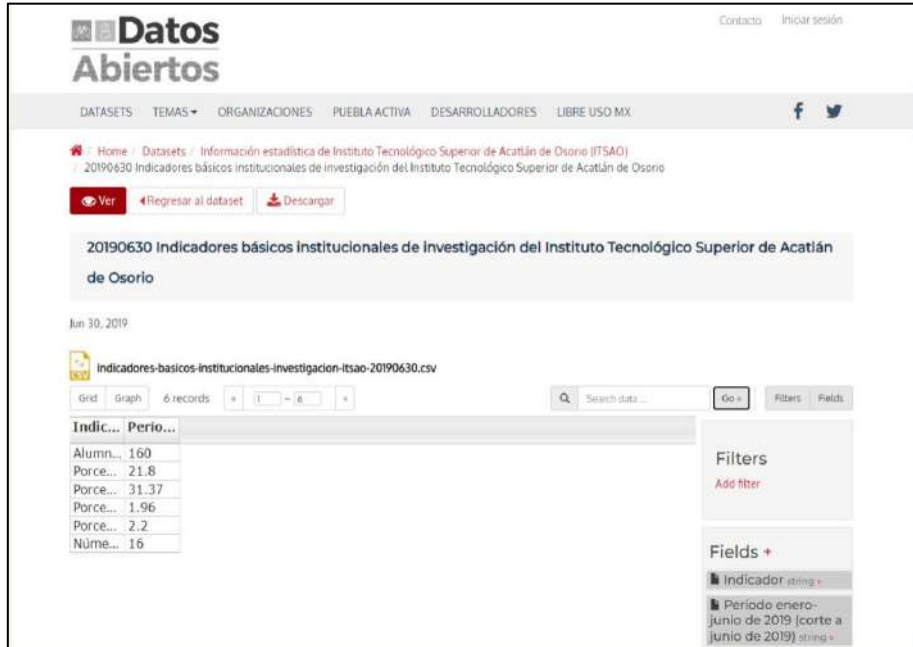 Contacto Iniciar sesión
Datos
Abiertos
DATASETS TEMAS ORGANIZACIONES PUEBLA ACTIVA DESARROLLADORES LIBRE USO MX
/ Home / Datasets / Información estadística de Instituto Tecnológico Superior de Acatlán de Osorio (ITSAO)
/ 20190630 Indicadores básicos institucionales de investigación del Instituto Tecnológico Superior de Acatlán de Osorio
Ver Regresar al dataset Descargar
20190630 Indicadores básicos institucionales de investigación del Instituto Tecnológico Superior de Acatlán
de Osorio
Jun 30, 2019
CSV indicadores-basicos-institucionales-investigacion-itsao-20190630.csv
Grid Graph 6 records « 1 – 6 » Search data ... Go » Filters Fields
Indic... Perio...
Alumn... 160
Porce... 21.8
Porce... 31.37
Porce... 1.96
Porce... 2.2
Núme... 16
Filters
Add filter
Fields +
Indicador string +
Periodo enero-
junio de 2019 (corte a
junio de 2019) string +